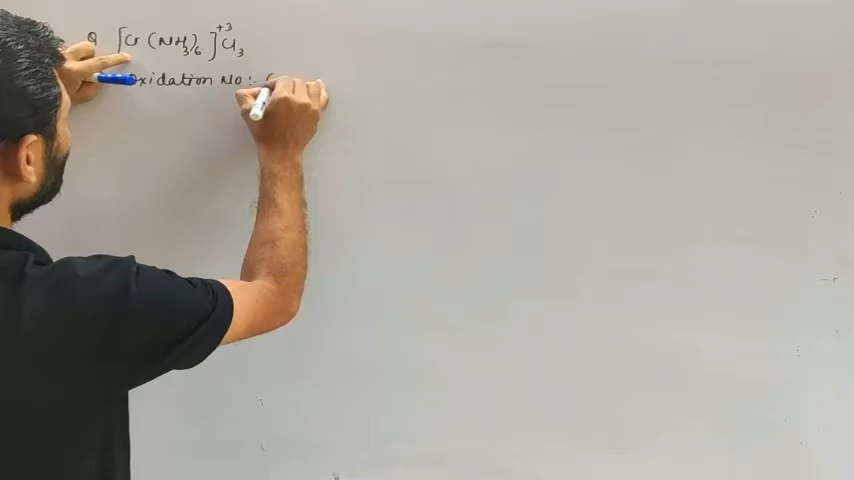 Q [Cr(NH3)6]+3 Cl3
Oxidation No :- (